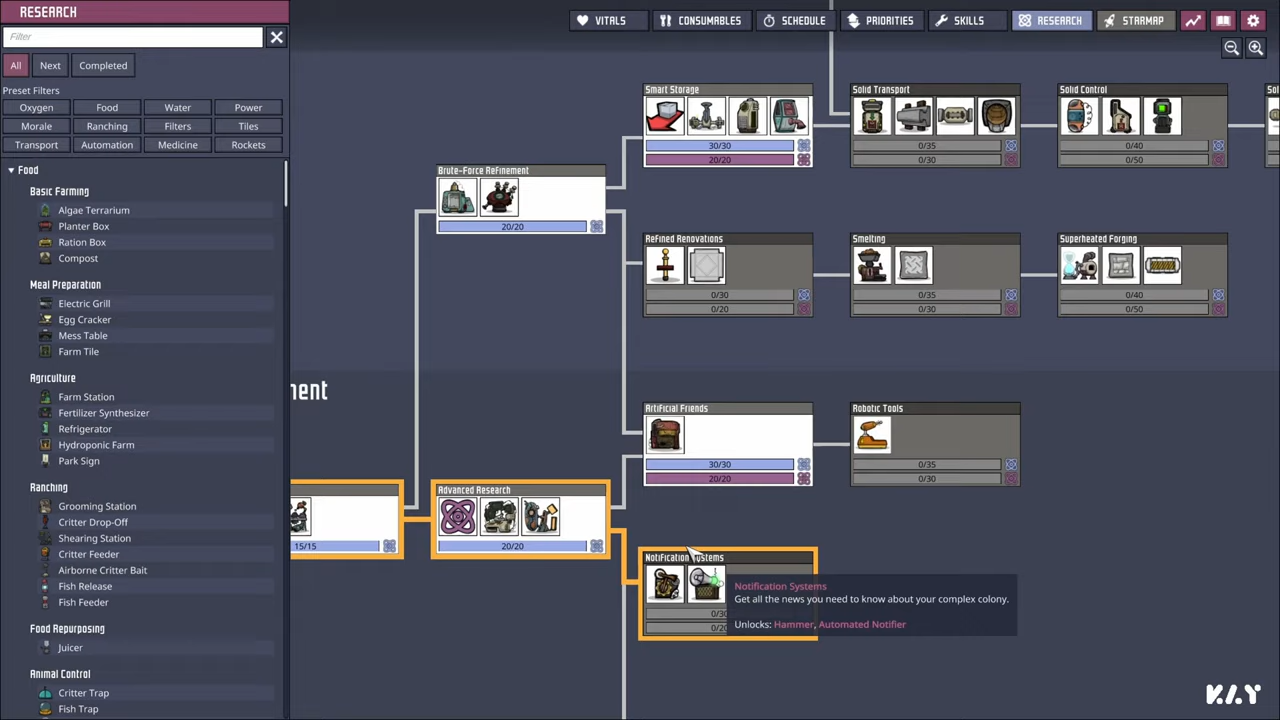 RESEARCH
Filter
All
Next
Completed
Preset Filters
Oxygen
Food
Water
Power
Morale
Ranching
Filters
Tiles
Transport
Automation
Medicine
Rockets
Food
Basic Farming
Algae Terrarium
Planter Box
Ration Box
Compost
Meal Preparation
Electric Grill
Egg Cracker
Mess Table
Farm Tile
Agriculture
Farm Station
Fertilizer Synthesizer
Refrigerator
Hydroponic Farm
Park Sign
Ranching
Grooming Station
Critter Drop-Off
Shearing Station
Critter Feeder
Airborne Critter Bait
Fish Release
Fish Feeder
Food Repurposing
Juicer
Animal Control
Critter Trap
Fish Trap
VITALS
CONSUMABLES
SCHEDULE
PRIORITIES
SKILLS
RESEARCH
STARMAP
Smart Storage
30/30
20/20
Solid Transport
0/35
0/30
Solid Control
0/40
0/50
Brute-Force Refinement
20/20
Refined Renovations
0/30
0/20
Smelting
0/35
0/30
Superheated Forging
0/40
0/50
Artificial Friends
30/30
20/20
Robotic Tools
0/35
0/30
15/15
Advanced Research
20/20
Notification Systems
Notification Systems
Get all the news you need to know about your complex colony.
Unlocks: Hammer, Automated Notifier
KAY